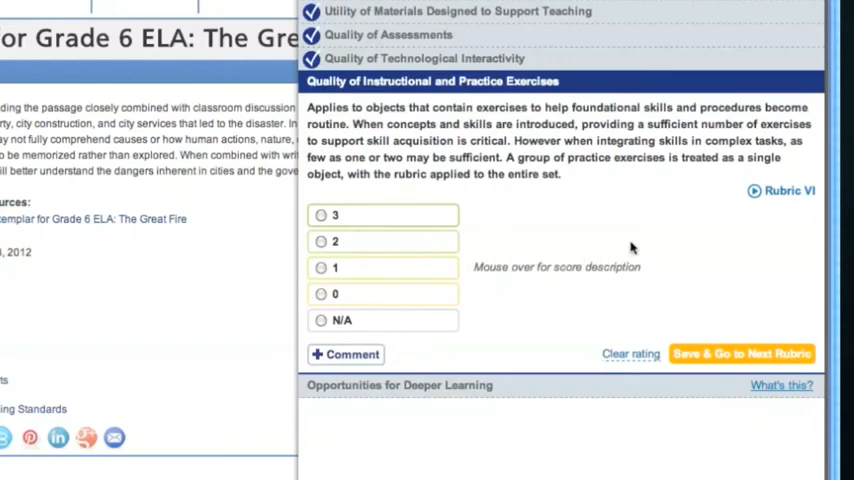 Utility of Materials Designed to Support Teaching
Quality of Assessments
Quality of Technological Interactivity
Quality of Instructional and Practice Exercises
Applies to objects that contain exercises to help foundational skills and procedures become
routine. When concepts and skills are introduced, providing a sufficient number of exercises
to support skill acquisition is critical. However when integrating skills in complex tasks, as
few as one or two may be sufficient. A group of practice exercises is treated as a single
object, with the rubric applied to the entire set.
Rubric VI
3
2
1
0
N/A
Mouse over for score description
+ Comment
Clear rating
Save & Go to Next Rubric
Opportunities for Deeper Learning
What's this?
or Grade 6 ELA: The Gre
ding the passage closely combined with classroom discussion
rty, city construction, and city services that led to the disaster. In
ay not fully comprehend causes or how human actions, nature,
o be memorized rather than explored. When combined with wri
ill better understand the dangers inherent in cities and the gove
urces:
emplar for Grade 6 ELA: The Great Fire
, 2012
ts
ing Standards
in